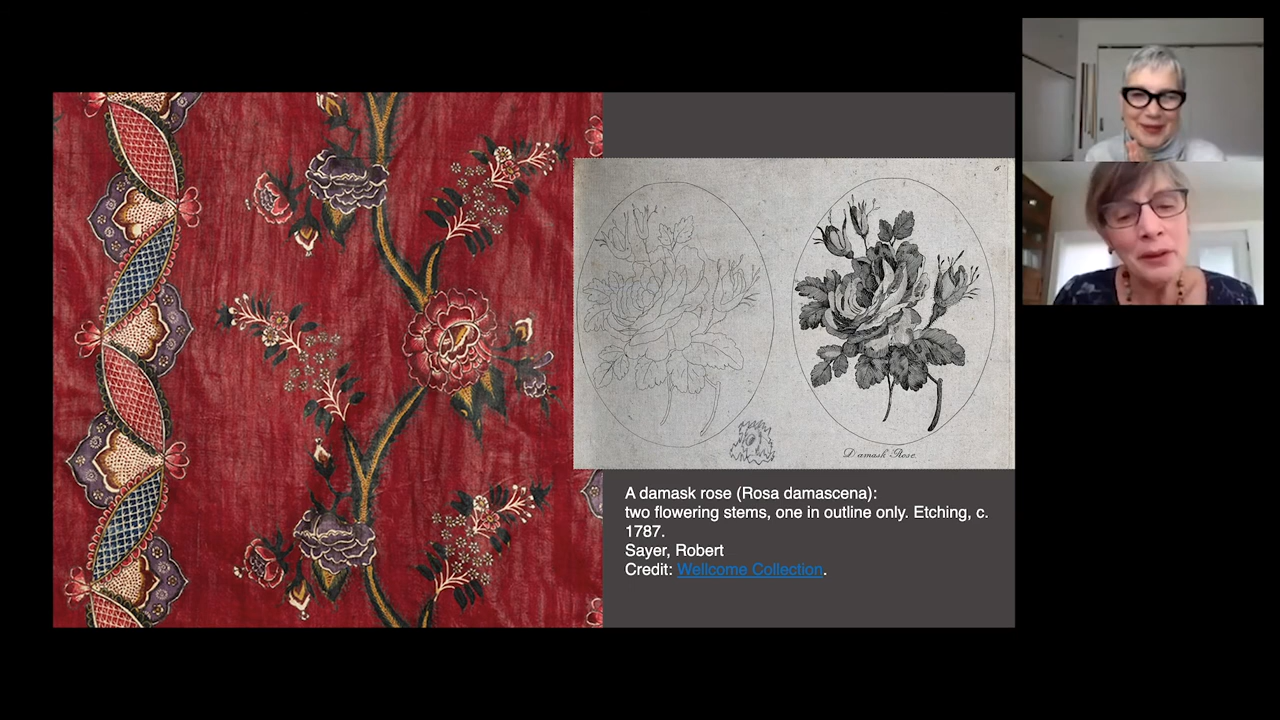 6
Damask Rose.
A damask rose (Rosa damascena):
two flowering stems, one in outline only. Etching, c.
1787.
Sayer, Robert
Credit: Wellcome Collection.